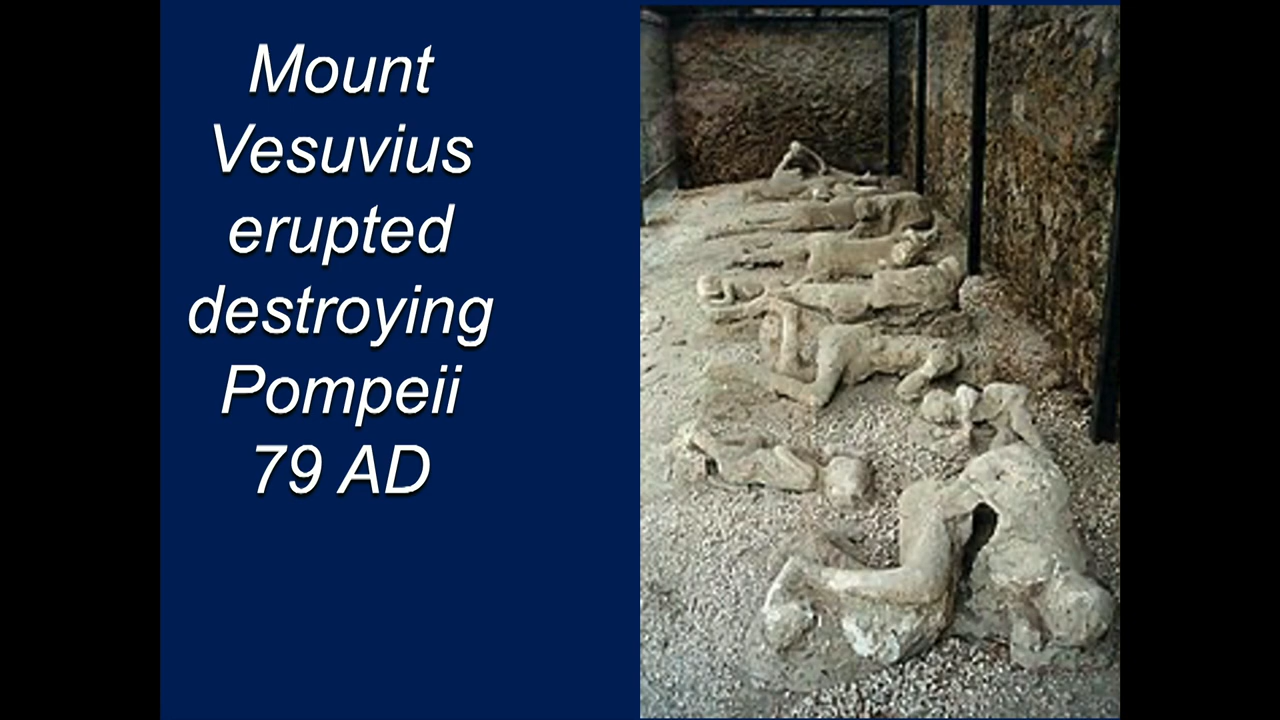 Mount
Vesuvius
erupted
destroying
Pompeii
79 AD